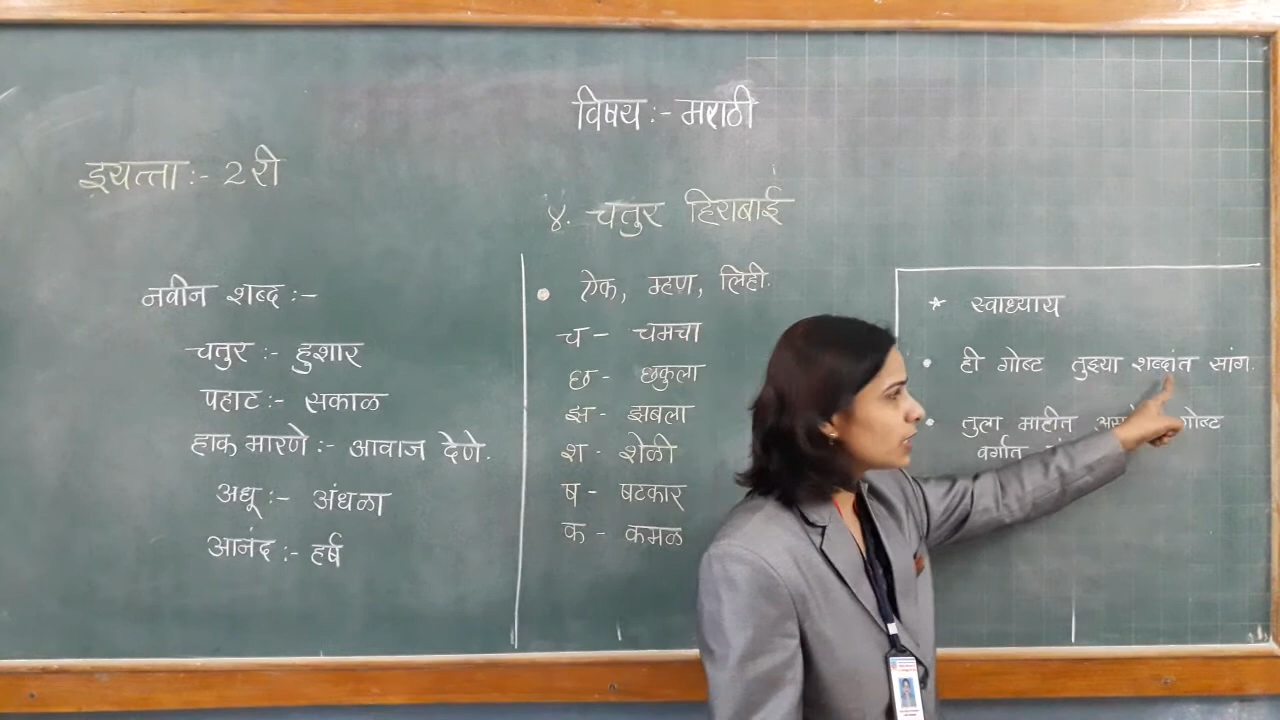 विषय:- मराठी
इयत्ता:- 2री
४. चतुर हिराबाई
नवीन शब्द:-
चतुर:- हुशार
पहाट:- सकाळ
हाक मारणे:- आवाज देणे.
अधू:- अंधळा
आनंद:- हर्ष
• ऐक, म्हण, लिही.
च - चमचा
छ - छकुला
झ - झबला
श - शेळी
ष - षटकार
क - कमळ
* स्वाध्याय
• ही गोष्ट तुझ्या शब्दांत सांग.
• तुला माहीत गोष्ट
वर्गात